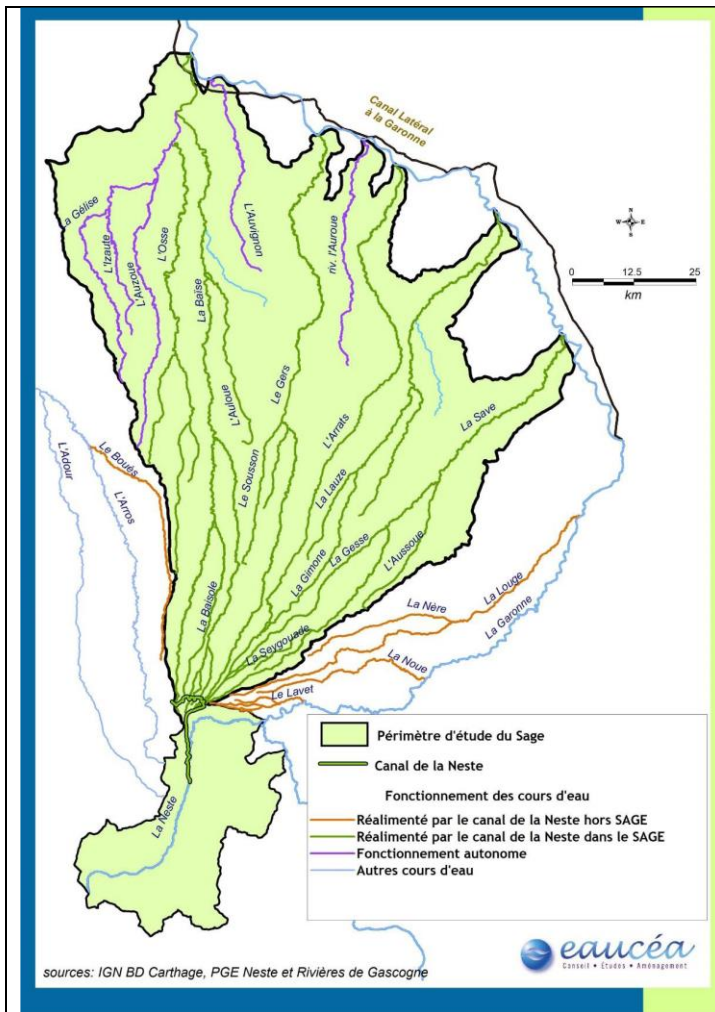 Canal Latéral
à la Garonne
N
W E
S
0 12.5 25
km
La Gélise
L'Izaute
L'Auzoue
L'Osse
La Baïse
L'Auvignon
riv. l'Auroue
L'Auloue
Le Gers
La Save
L'Arrats
Le Sousson
La Lauze
La Gimone
La Gesse
L'Aussoue
Le Bouès
L'Adour
L'Arros
La Baïsole
La Seygouade
La Nère
La Louge
La Garonne
La Noue
Le Lavet
La Neste
Périmètre d'étude du Sage
Canal de la Neste
Fonctionnement des cours d'eau
Réalimenté par le canal de la Neste hors SAGE
Réalimenté par le canal de la Neste dans le SAGE
Fonctionnement autonome
Autres cours d'eau
eaucéa
Conseil • Etudes • Aménagement
sources: IGN BD Carthage, PGE Neste et Rivières de Gascogne